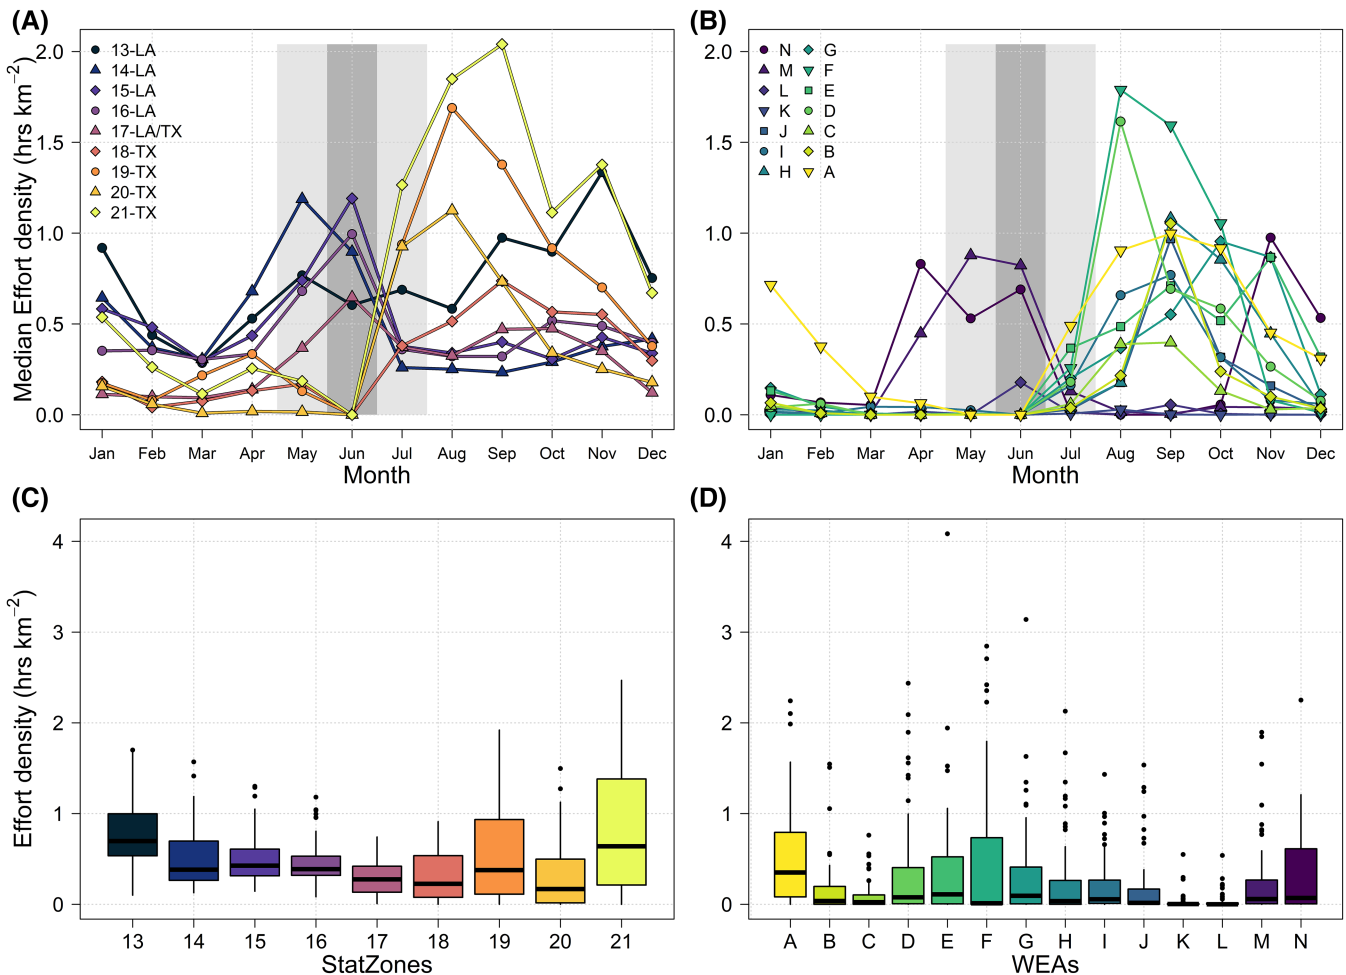 (A)
Median Effort density (hrs km−2)
2.0
1.5
1.0
0.5
0.0
13-LA
14-LA
15-LA
16-LA
17-LA/TX
18-TX
19-TX
20-TX
21-TX
Jan Feb Mar Apr May Jun Jul Aug Sep Oct Nov Dec
Month
(B)
2.0
1.5
1.0
0.5
0.0
N G
M F
L E
K D
J C
I B
H A
Jan Feb Mar Apr May Jun Jul Aug Sep Oct Nov Dec
Month
(C)
Effort density (hrs km−2)
4
3
2
1
0
13 14 15 16 17 18 19 20 21
StatZones
(D)
4
3
2
1
0
A B C D E F G H I J K L M N
WEAs